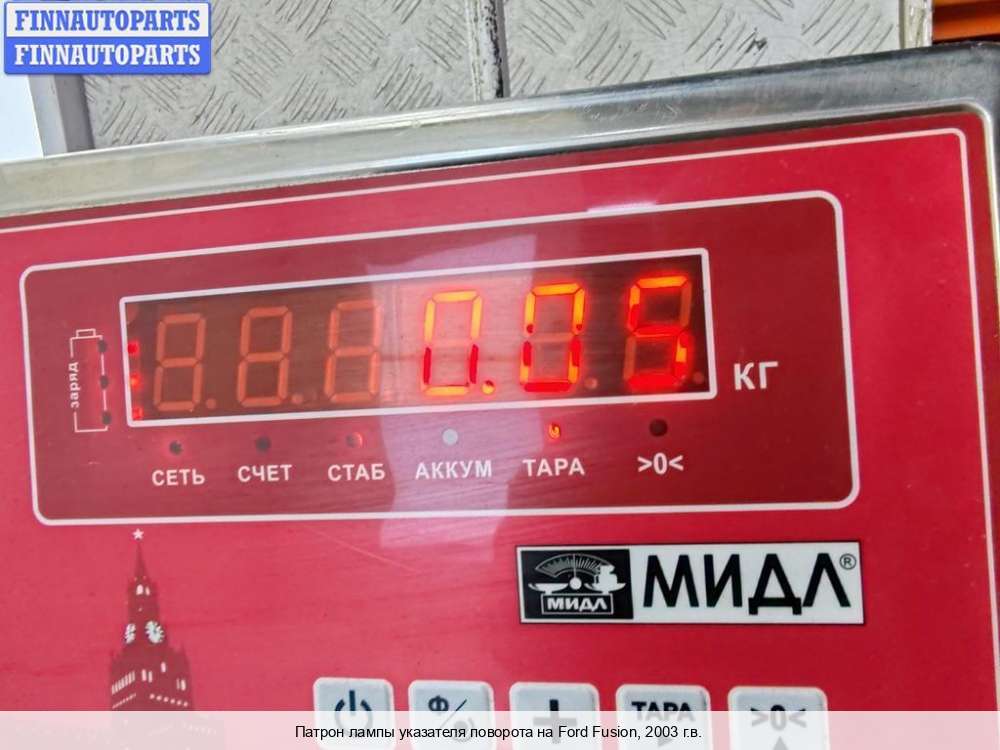 FINNAUTOPARTS
FINNAUTOPARTS
0.05
КГ
заряд
СЕТЬ СЧЕТ СТАБ АККУМ ТАРА >0<
МИДЛ МИДЛ®
Ф/
+ ТАРА >0<
Патрон лампы указателя поворота на Ford Fusion, 2003 г.в.